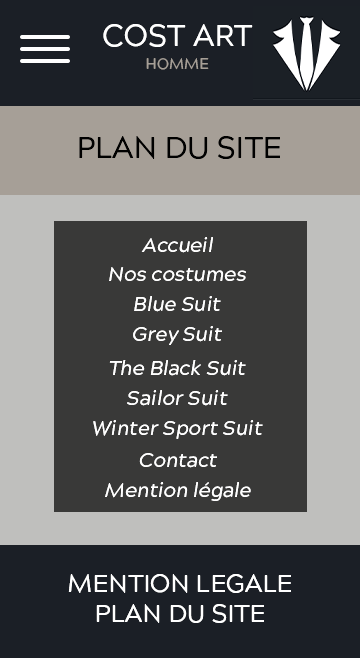 COST ART
HOMME
PLAN DU SITE
Accueil
Nos costumes
Blue Suit
Grey Suit
The Black Suit
Sailor Suit
Winter Sport Suit
Contact
Mention légale
MENTION LEGALE
PLAN DU SITE